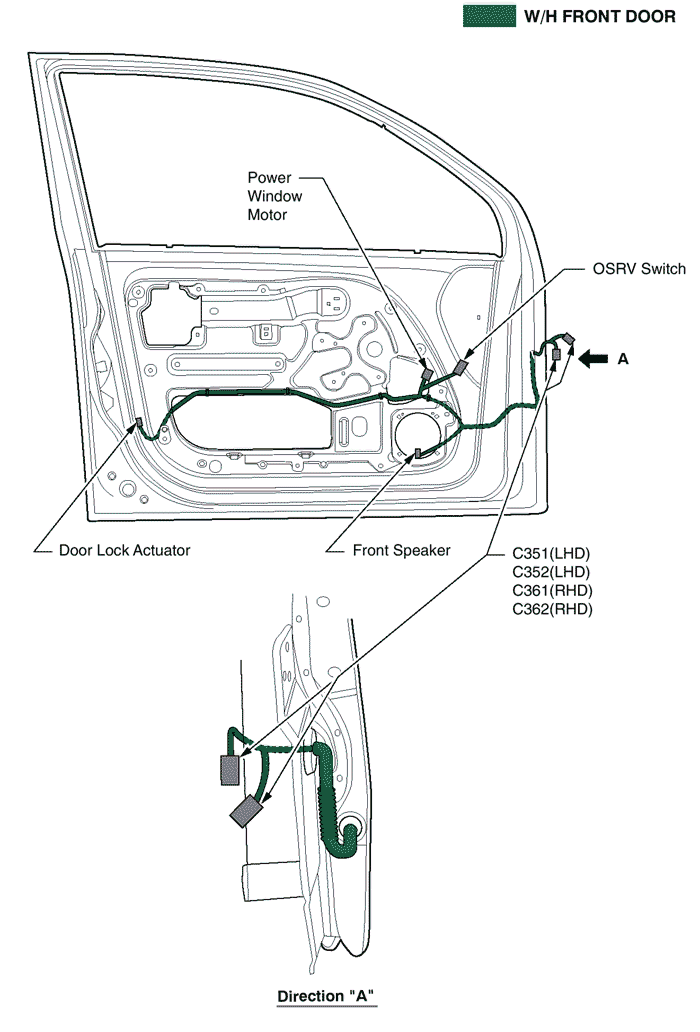 W/H FRONT DOOR
Power
Window
Motor
OSRV Switch
A
Door Lock Actuator
Front Speaker
C351(LHD)
C352(LHD)
C361(RHD)
C362(RHD)
Direction "A"